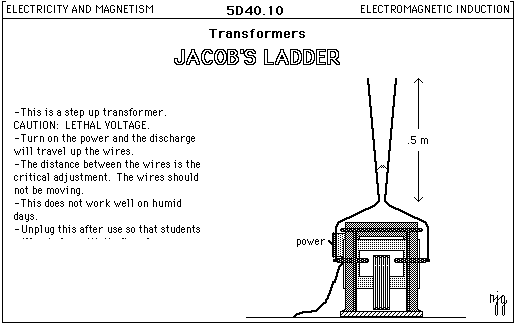 ELECTRICITY AND MAGNETISM
5D40.10
ELECTROMAGNETIC INDUCTION
Transformers
JACOB'S LADDER
-This is a step up transformer.
CAUTION: LETHAL VOLTAGE.
-Turn on the power and the discharge
will travel up the wires.
-The distance between the wires is the
critical adjustment. The wires should
not be moving.
-This does not work well on humid
days.
-Unplug this after use so that students
.5 m
power
njg